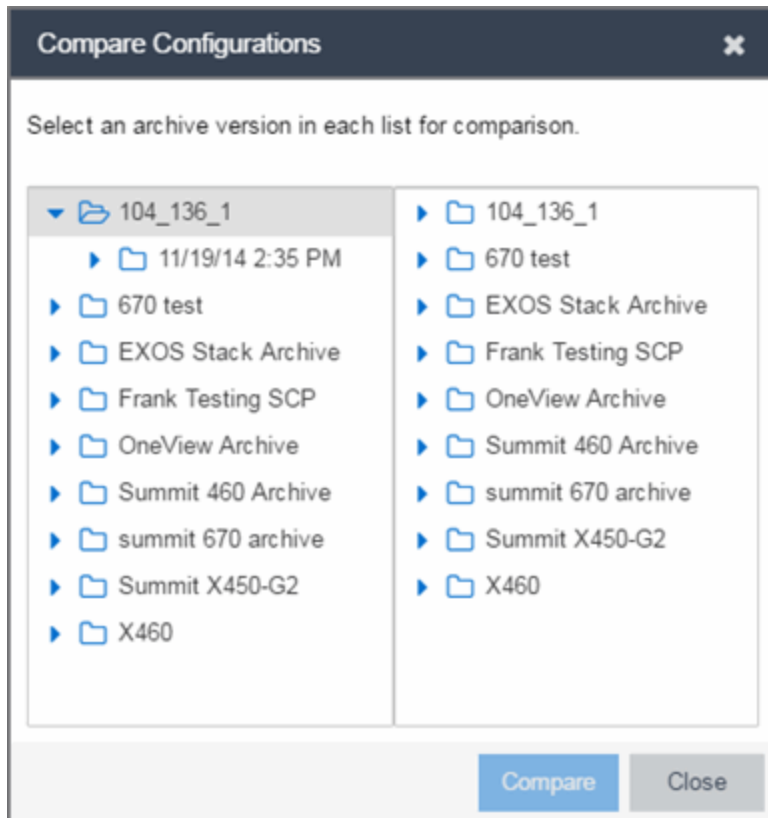 Compare Configurations
Select an archive version in each list for comparison.
104_136_1
11/19/14 2:35 PM
670 test
EXOS Stack Archive
Frank Testing SCP
OneView Archive
Summit 460 Archive
summit 670 archive
Summit X450-G2
X460
104_136_1
670 test
EXOS Stack Archive
Frank Testing SCP
OneView Archive
Summit 460 Archive
summit 670 archive
Summit X450-G2
X460
Compare
Close